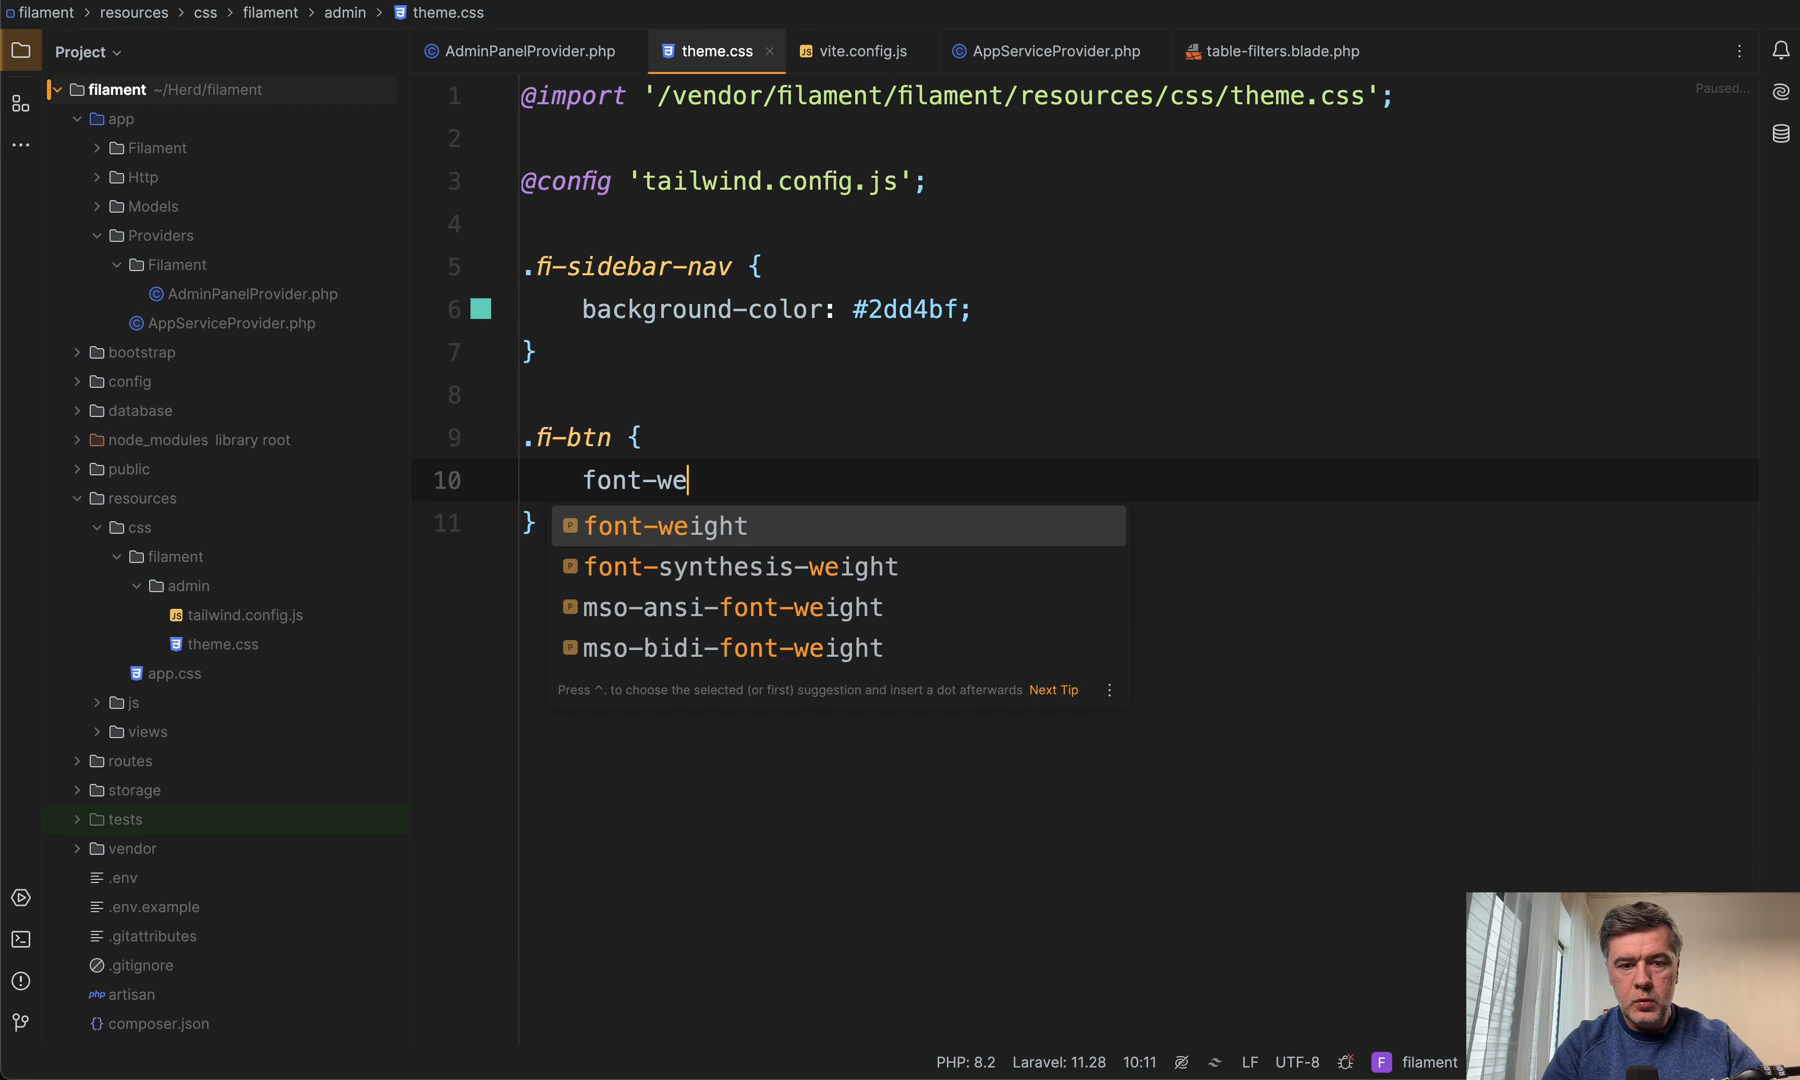 filament > resources > css > filament > admin > theme.css
Project
AdminPanelProvider.php
theme.css
vite.config.js
AppServiceProvider.php
table-filters.blade.php
filament ~/Herd/filament
app
Filament
Http
Models
Providers
Filament
AdminPanelProvider.php
AppServiceProvider.php
bootstrap
config
database
node_modules library root
public
resources
css
filament
admin
tailwind.config.js
theme.css
app.css
js
views
routes
storage
tests
vendor
.env
.env.example
.gitattributes
.gitignore
php artisan
composer.json
1 @import '/vendor/filament/filament/resources/css/theme.css';
Paused...
2
3 @config 'tailwind.config.js';
4
5 .fi-sidebar-nav {
6 background-color: #2dd4bf;
7 }
8
9 .fi-btn {
10 font-we
11 }
font-weight
font-synthesis-weight
mso-ansi-font-weight
mso-bidi-font-weight
Press ^. to choose the selected (or first) suggestion and insert a dot afterwards Next Tip
PHP: 8.2 Laravel: 11.28 10:11 LF UTF-8 F filament